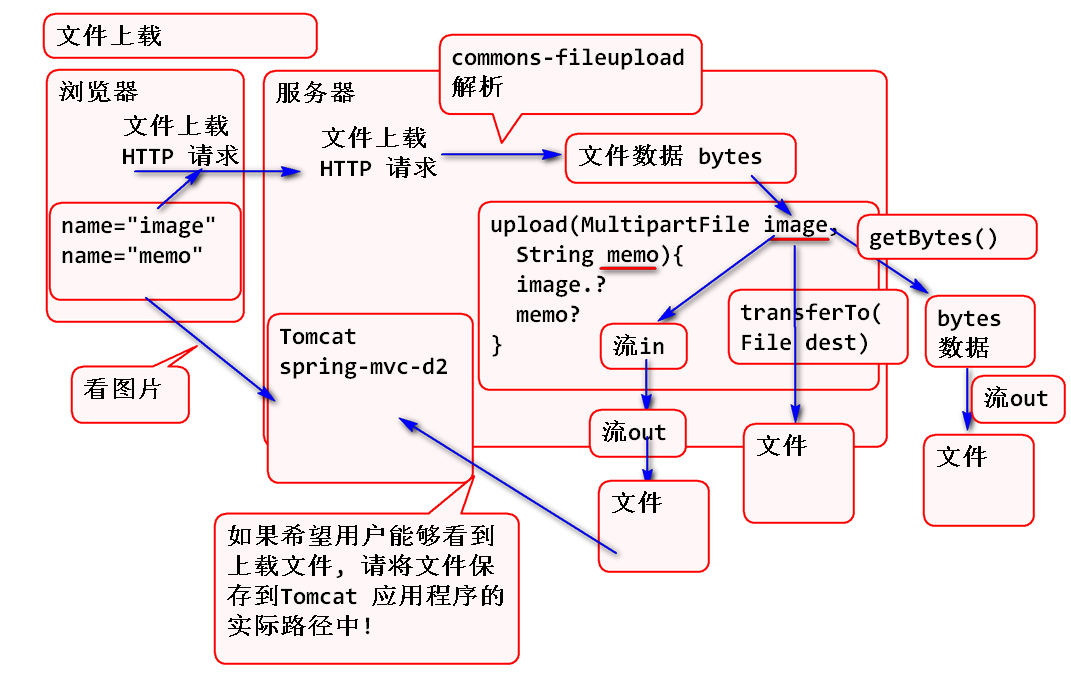 文件上载
浏览器
文件上载
HTTP 请求
name="image"
name="memo"
看图片
服务器
文件上载
HTTP 请求
commons-fileupload
解析
文件数据 bytes
upload(MultipartFile image,
String memo){
image.?
memo?
}
getBytes()
transferTo(
File dest)
bytes
数据
流in
流out
流out
文件
文件
文件
Tomcat
spring-mvc-d2
如果希望用户能够看到
上载文件, 请将文件保
存到Tomcat 应用程序的
实际路径中!